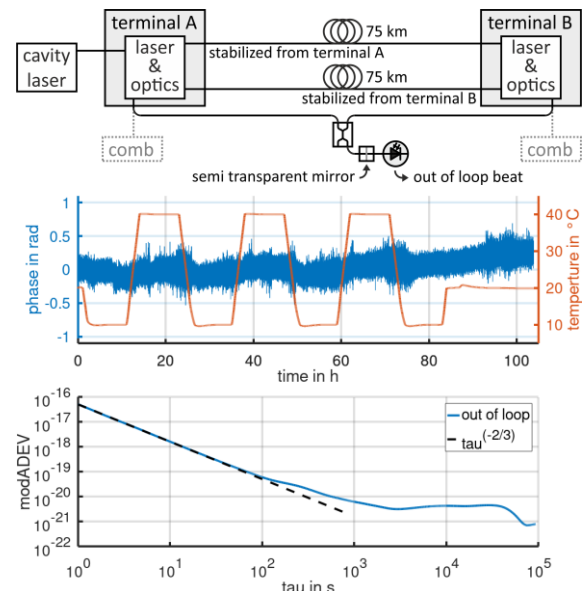 terminal A
terminal B
75 km
cavity
laser
laser
&
optics
stabilized from terminal A
75 km
stabilized from terminal B
laser
&
optics
comb
comb
semi transparent mirror
out of loop beat
phase in rad
1
0.5
0
-0.5
-1
temperture in °C
40
30
20
10
0
20
40
60
80
100
time in h
modADEV
10^-16
10^-17
10^-18
10^-19
10^-20
10^-21
10^-22
out of loop
tau^(-2/3)
10^0
10^1
10^2
10^3
10^4
10^5
tau in s